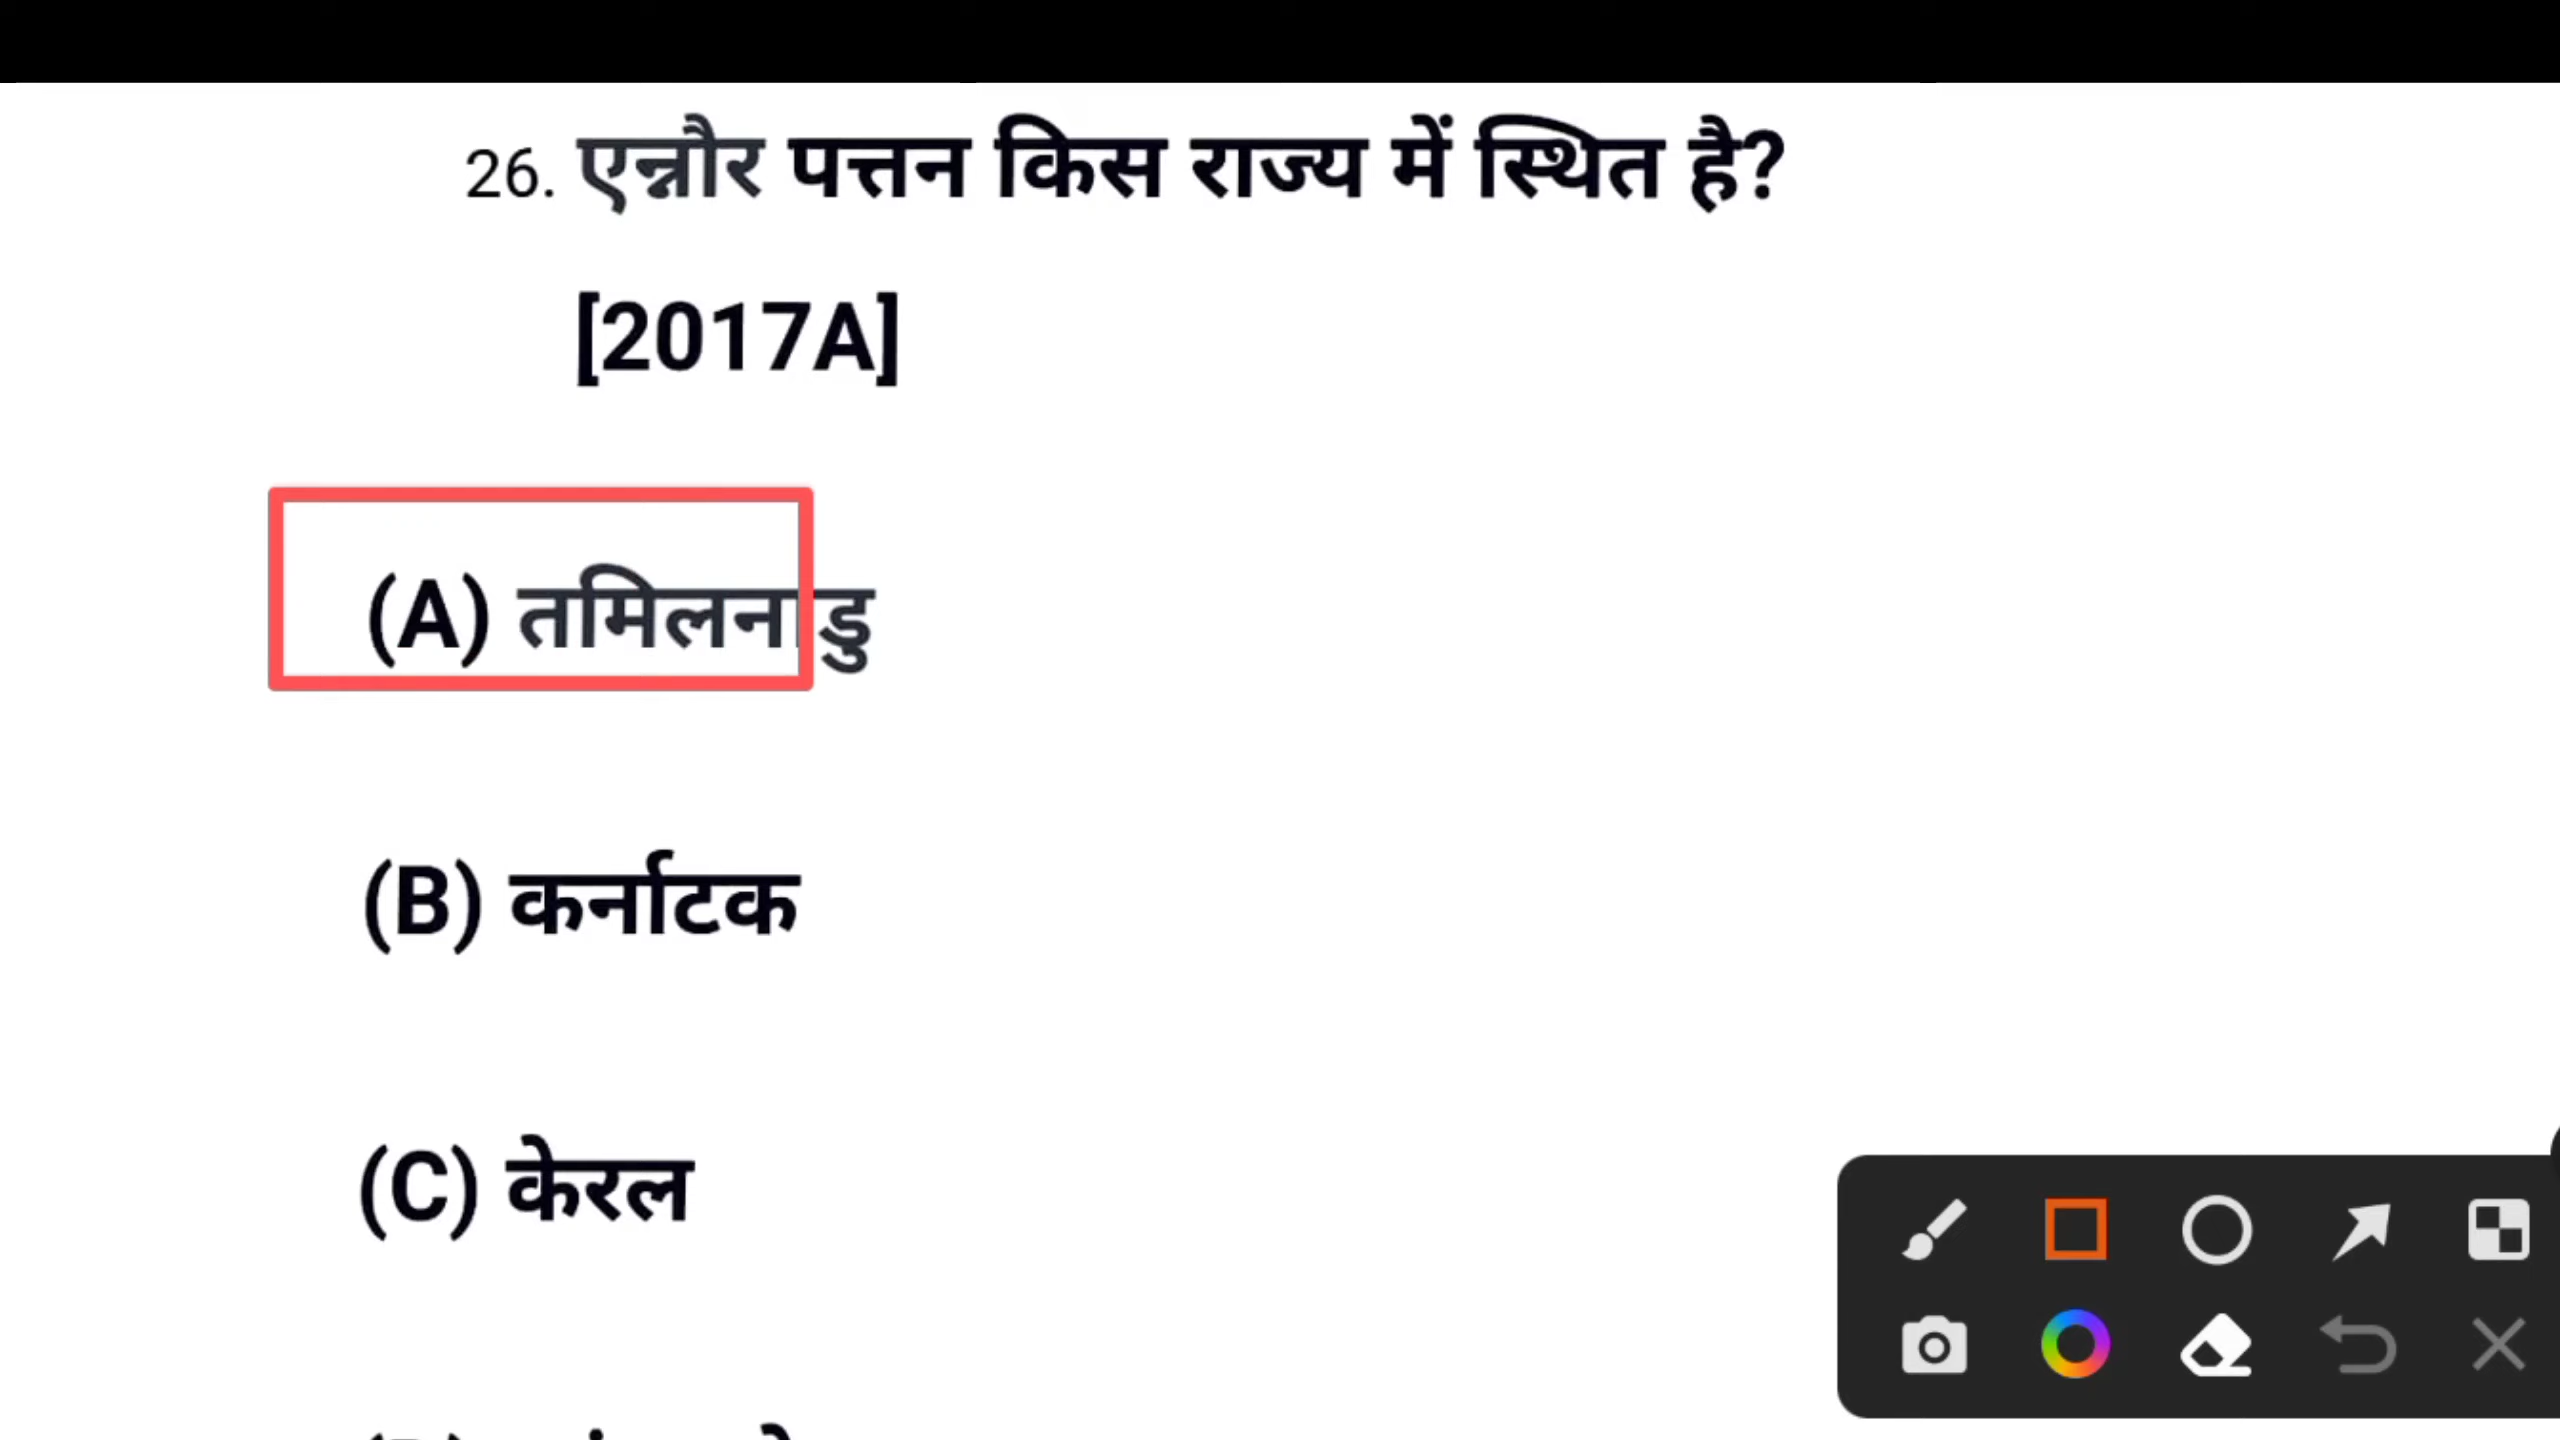 26. एन्नौर पत्तन किस राज्य में स्थित है?
[2017A]
(A) तमिलनाडु
(B) कर्नाटक
(C) केरल